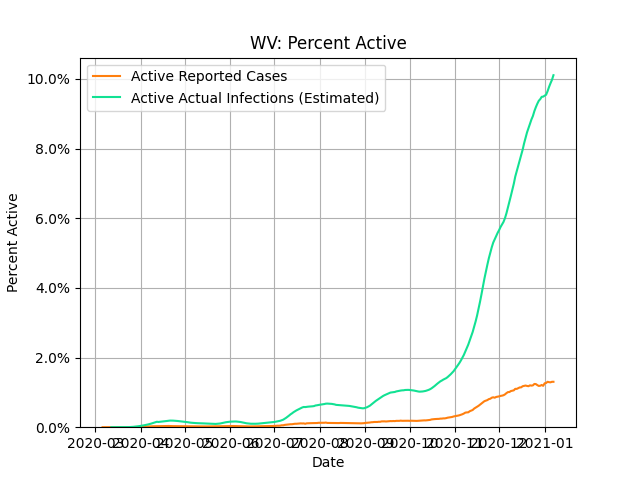 WV: Percent Active
Active Reported Cases
Active Actual Infections (Estimated)
10.0%
8.0%
6.0%
4.0%
2.0%
0.0%
Percent Active
2020-03 2020-04 2020-05 2020-06 2020-07 2020-08 2020-09 2020-10 2020-11 2020-12 2021-01
Date